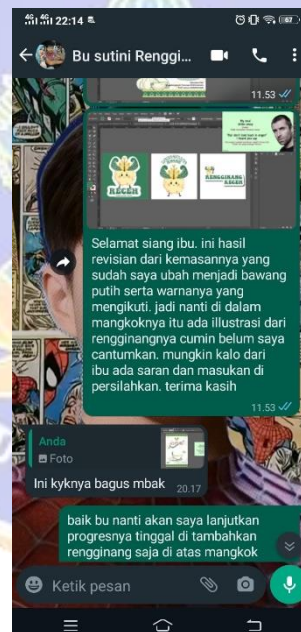 22:14
67
Bu sutini Renggi...
11.53
REGEH
RENGGINANG
REGEH
Selamat siang ibu. ini hasil
revisian dari kemasannya yang
sudah saya ubah menjadi bawang
putih serta warnanya yang
mengikuti. jadi nanti di dalam
mangkoknya itu ada illustrasi dari
rengginangnya cumin belum saya
cantumkan. mungkin kalo dari
ibu ada saran dan masukan di
persilahkan. terima kasih
11.53
Anda
Foto
Ini kyknya bagus mbak
20.17
baik bu nanti akan saya lanjutkan
progresnya tinggal di tambahkan
rengginang saja di atas mangkok
Ketik pesan